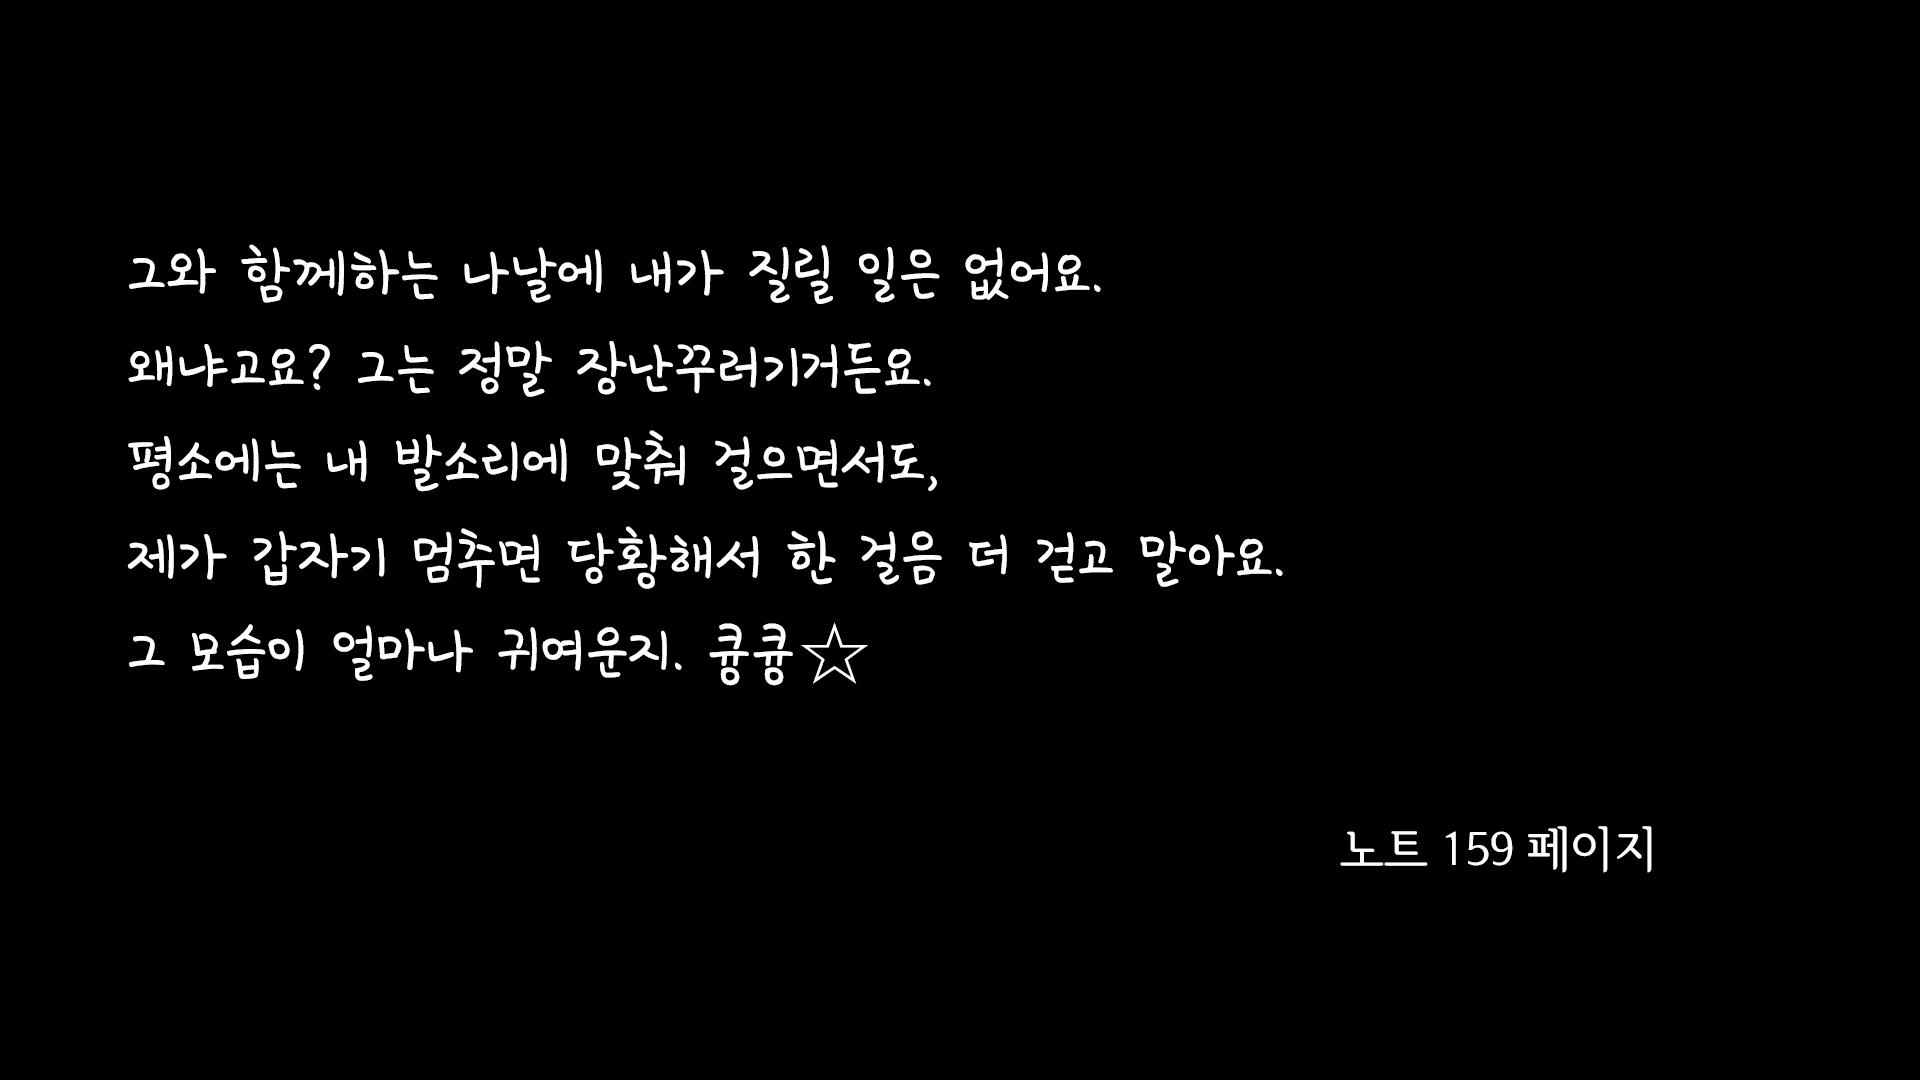 그와 함께하는 나날에 내가 질릴 일은 없어요.
왜냐고요? 그는 정말 장난꾸러기거든요.
평소에는 내 발소리에 맞춰 걸으면서도,
제가 갑자기 멈추면 당황해서 한 걸음 더 걷고 말아요.
그 모습이 얼마나 귀여운지. 큥큥☆
노트 159 페이지